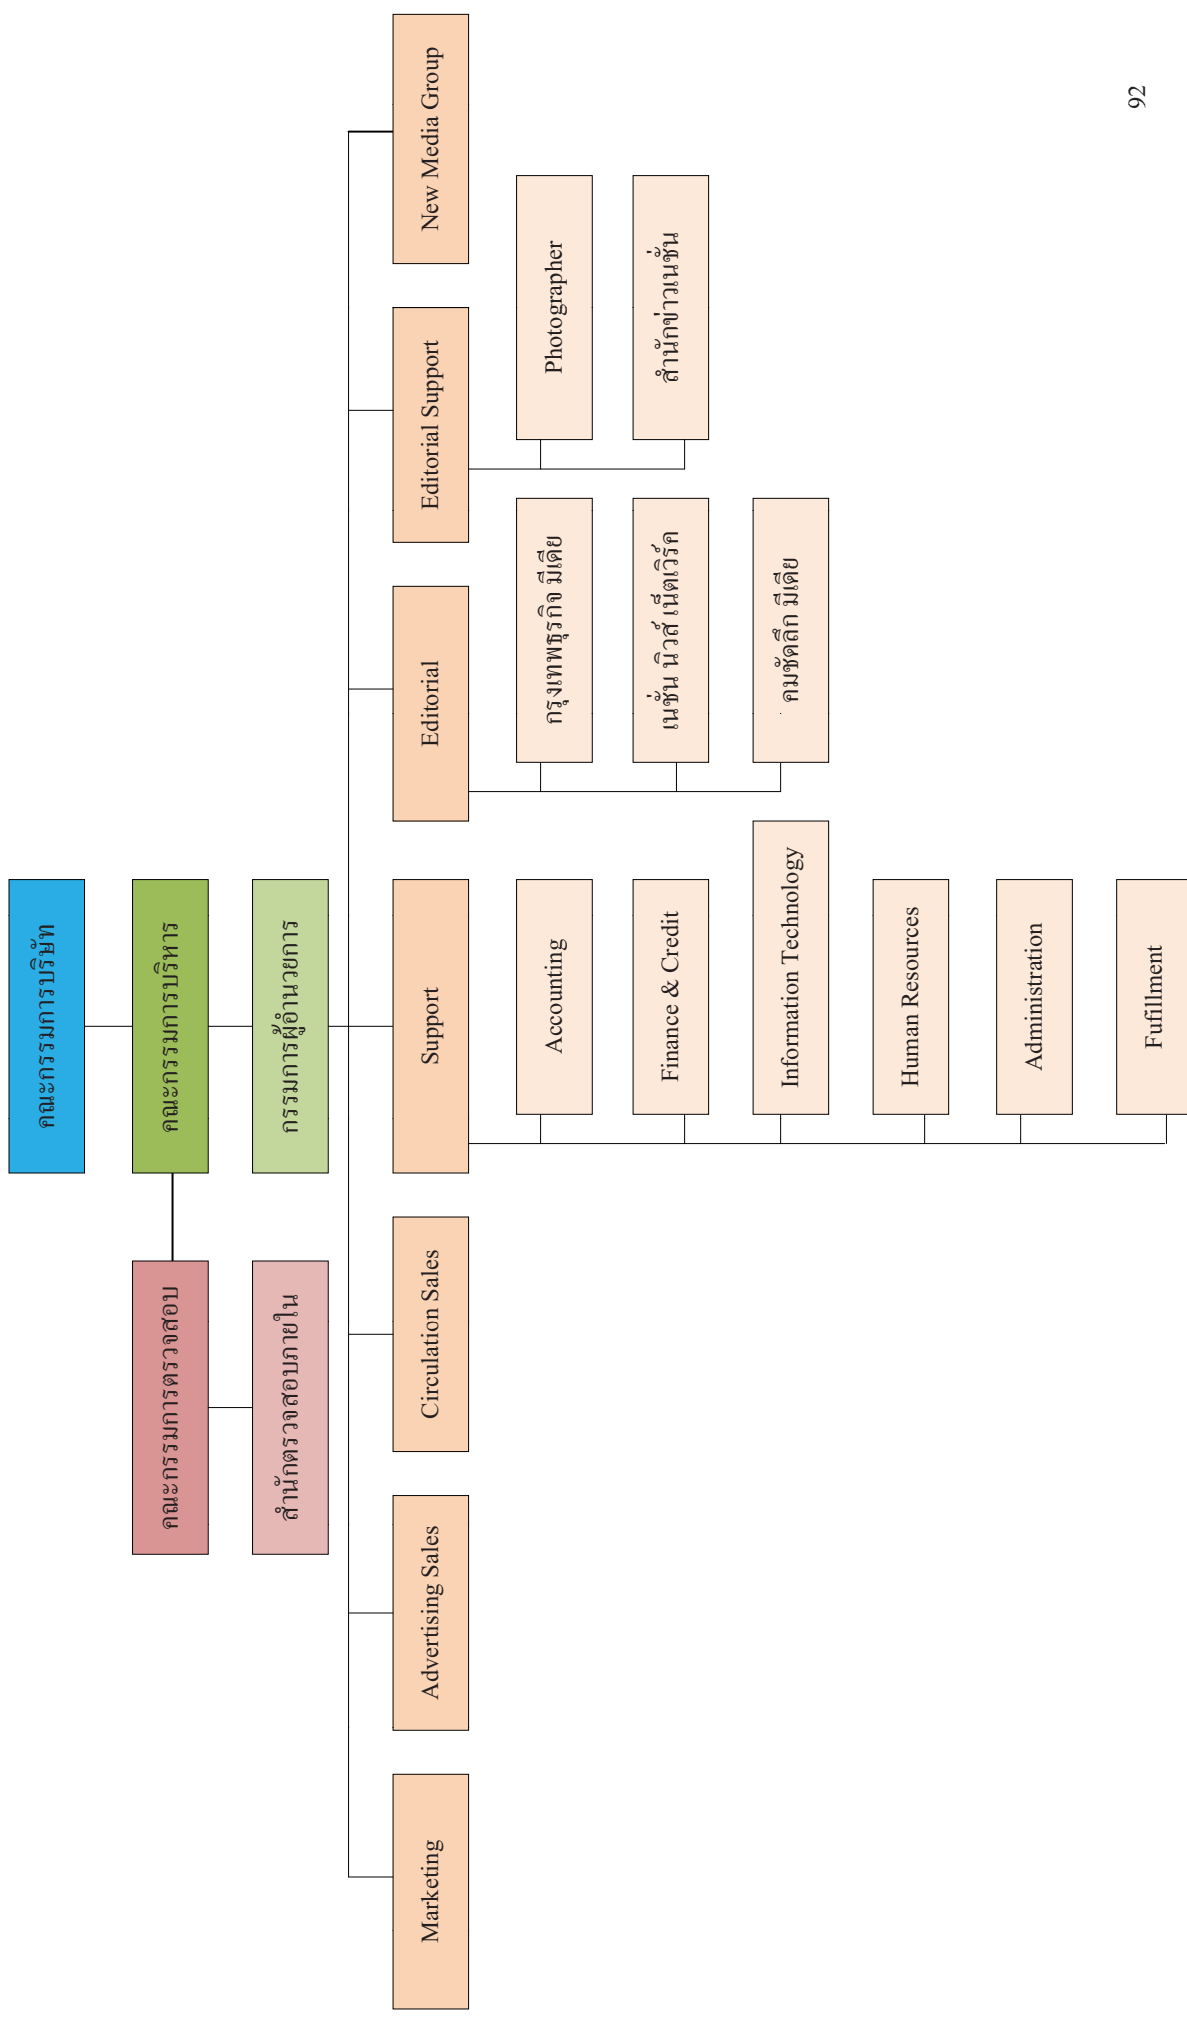 คณะกรรมการบริษัท
คณะกรรมการตรวจสอบ
คณะกรรมการบริหาร
สำนักตรวจสอบภายใน
กรรมการผู้อำนวยการ
Marketing
Advertising Sales
Circulation Sales
Support
Editorial
Editorial Support
New Media Group
Accounting
Finance & Credit
Information Technology
Human Resources
Administration
Fufillment
กรุงเทพธุรกิจ มีเดีย
เนชั่น นิวส์ เน็ตเวิร์ค
คมชัดลึก มีเดีย
Photographer
สำนักข่าวเนชั่น
92